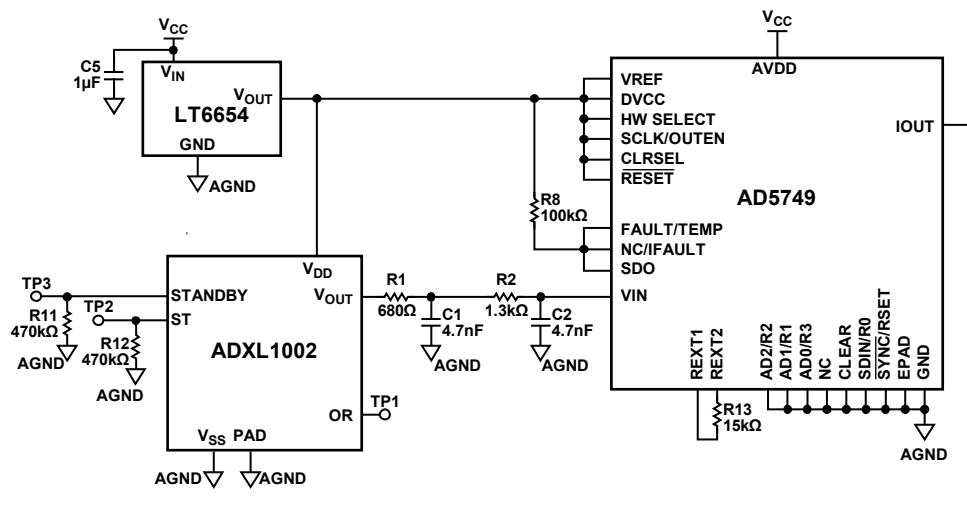 VCC
C5
1µF
VIN
VOUT
LT6654
GND
AGND
VCC
AVDD
VREF
DVCC
HW SELECT
SCLK/OUTEN
CLRSEL
RESET
IOUT
AD5749
R8
100kΩ
FAULT/TEMP
NC/IFAULT
SDO
VIN
REXT1
REXT2
AD2/R2
AD1/R1
AD0/R3
NC
CLEAR
SDIN/R0
SYNC/RSET
EPAD
GND
R13
15kΩ
AGND
TP3
R11
470kΩ
AGND
TP2
R12
470kΩ
AGND
VDD
STANDBY
VOUT
ST
ADXL1002
OR
TP1
VSS PAD
AGND
AGND
R1
680Ω
C1
4.7nF
AGND
R2
1.3kΩ
C2
4.7nF
AGND